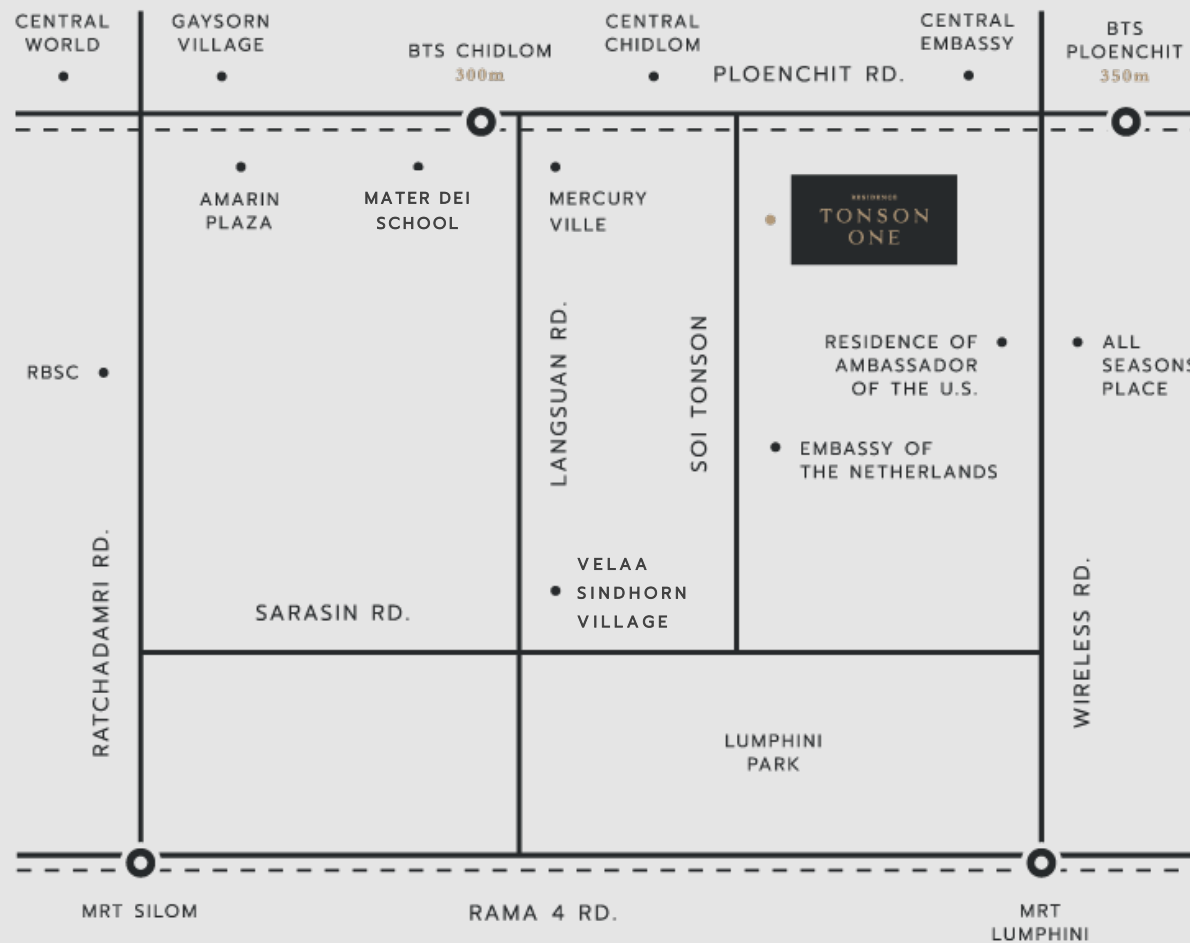 CENTRAL
WORLD
GAYSORN
VILLAGE
BTS CHIDLOM
300m
CENTRAL
CHIDLOM
PLOENCHIT RD.
CENTRAL
EMBASSY
BTS
PLOENCHIT
350m
AMARIN
PLAZA
MATER DEI
SCHOOL
MERCURY
VILLE
RESIDENCE
TONSON
ONE
RBSC
LANGSUAN RD.
SOI TONSON
RESIDENCE OF
AMBASSADOR
OF THE U.S.
ALL
SEASONS
PLACE
EMBASSY OF
THE NETHERLANDS
RATCHADAMRI RD.
SARASIN RD.
VELAA
SINDHORN
VILLAGE
WIRELESS RD.
LUMPHINI
PARK
MRT SILOM
RAMA 4 RD.
MRT
LUMPHINI